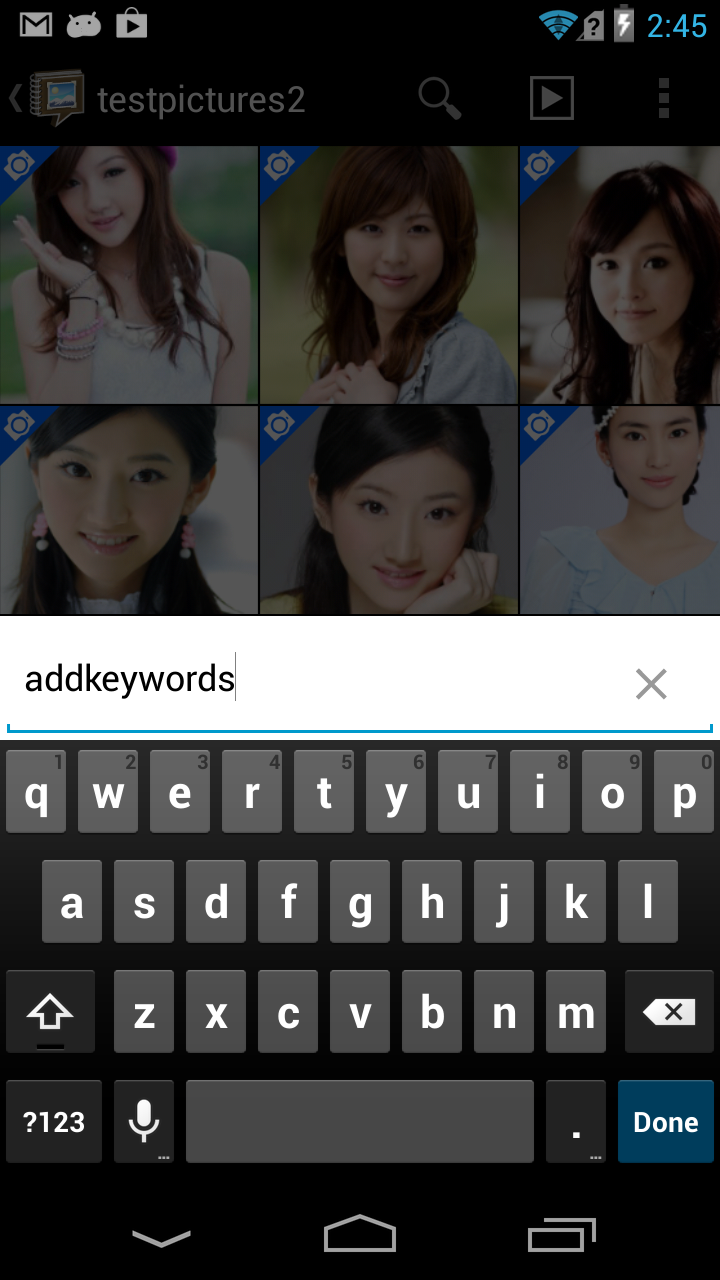 2:45
testpictures2
addkeywords
1 2 3 4 5 6 7 8 9 0
q w e r t y u i o p
a s d f g h j k l
z x c v b n m
?123 ... . ... Done